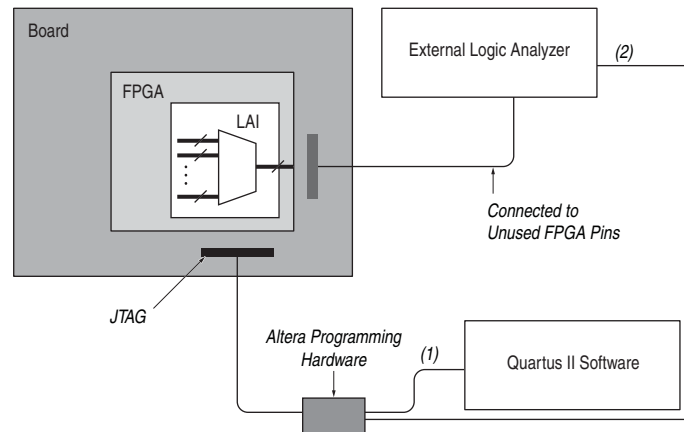 Board
External Logic Analyzer
(2)
FPGA
LAI
Connected to
Unused FPGA Pins
JTAG
Altera Programming
Hardware
(1)
Quartus II Software